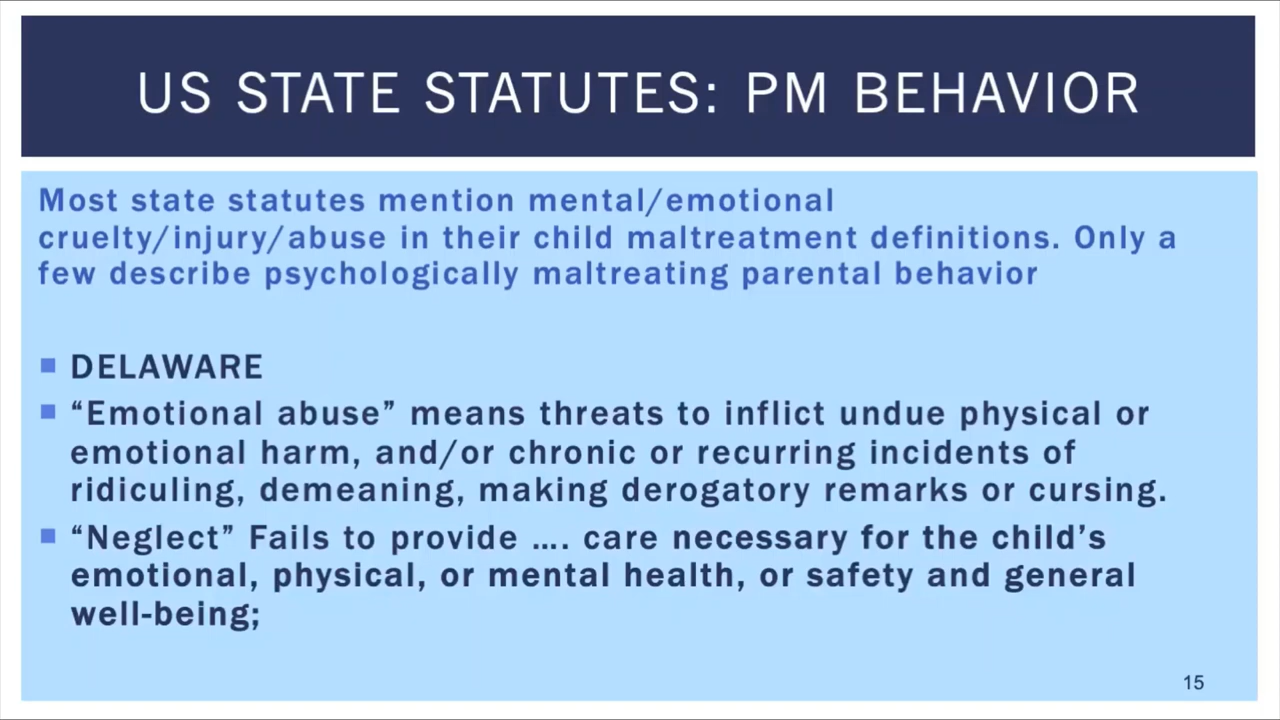 US STATE STATUTES: PM BEHAVIOR
Most state statutes mention mental/emotional
cruelty/injury/abuse in their child maltreatment definitions. Only a
few describe psychologically maltreating parental behavior
DELAWARE
“Emotional abuse” means threats to inflict undue physical or
emotional harm, and/or chronic or recurring incidents of
ridiculing, demeaning, making derogatory remarks or cursing.
“Neglect” Fails to provide …. care necessary for the child’s
emotional, physical, or mental health, or safety and general
well-being;
15